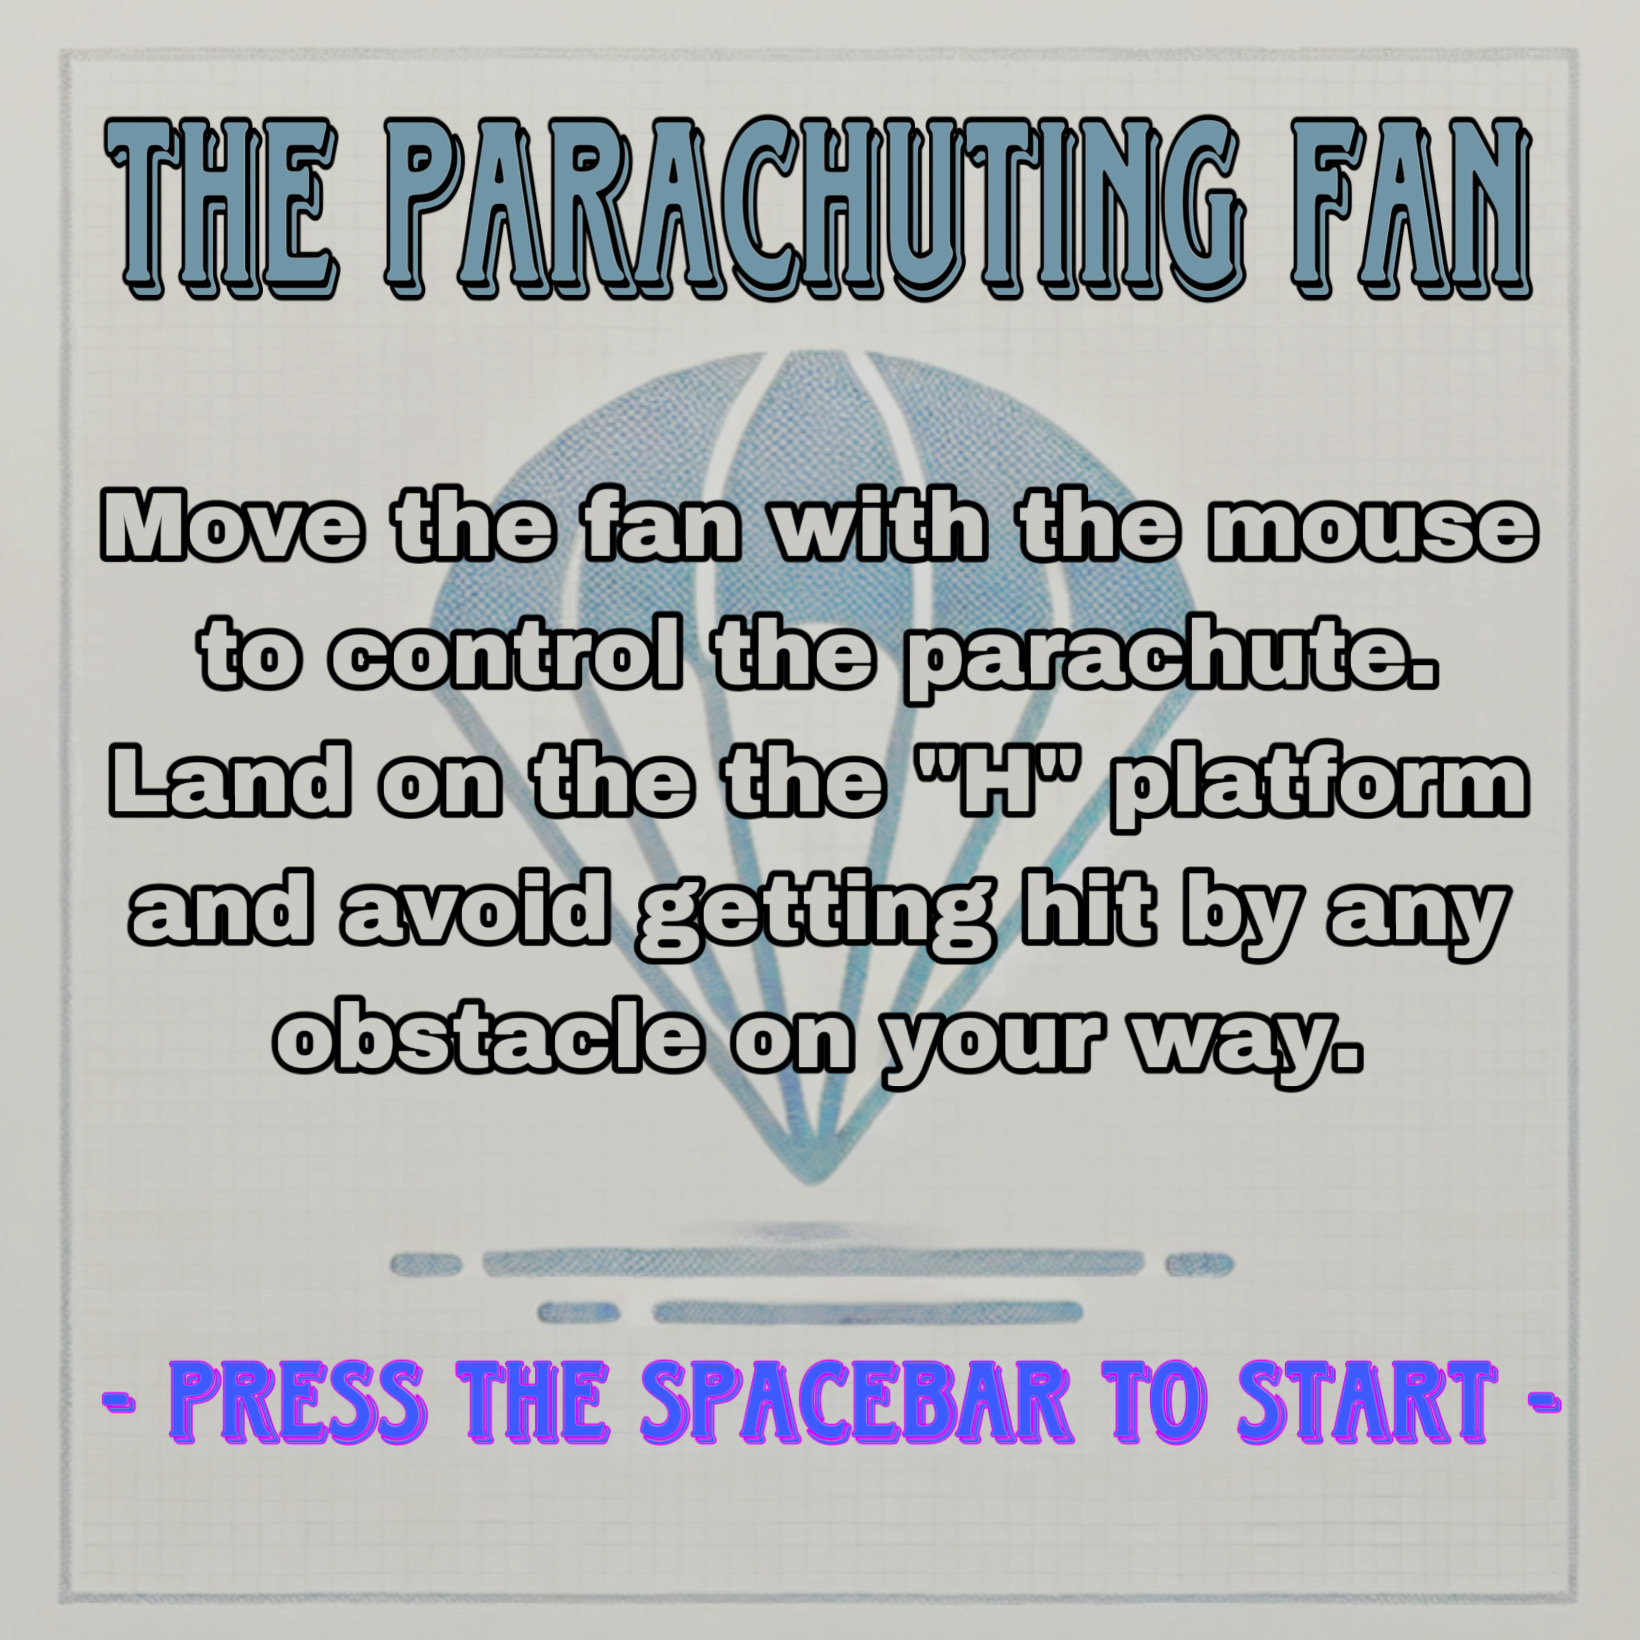 THE PARACHUTING FAN
Move the fan with the mouse
to control the parachute.
Land on the the "H" platform
and avoid getting hit by any
obstacle on your way.
- PRESS THE SPACEBAR TO START -